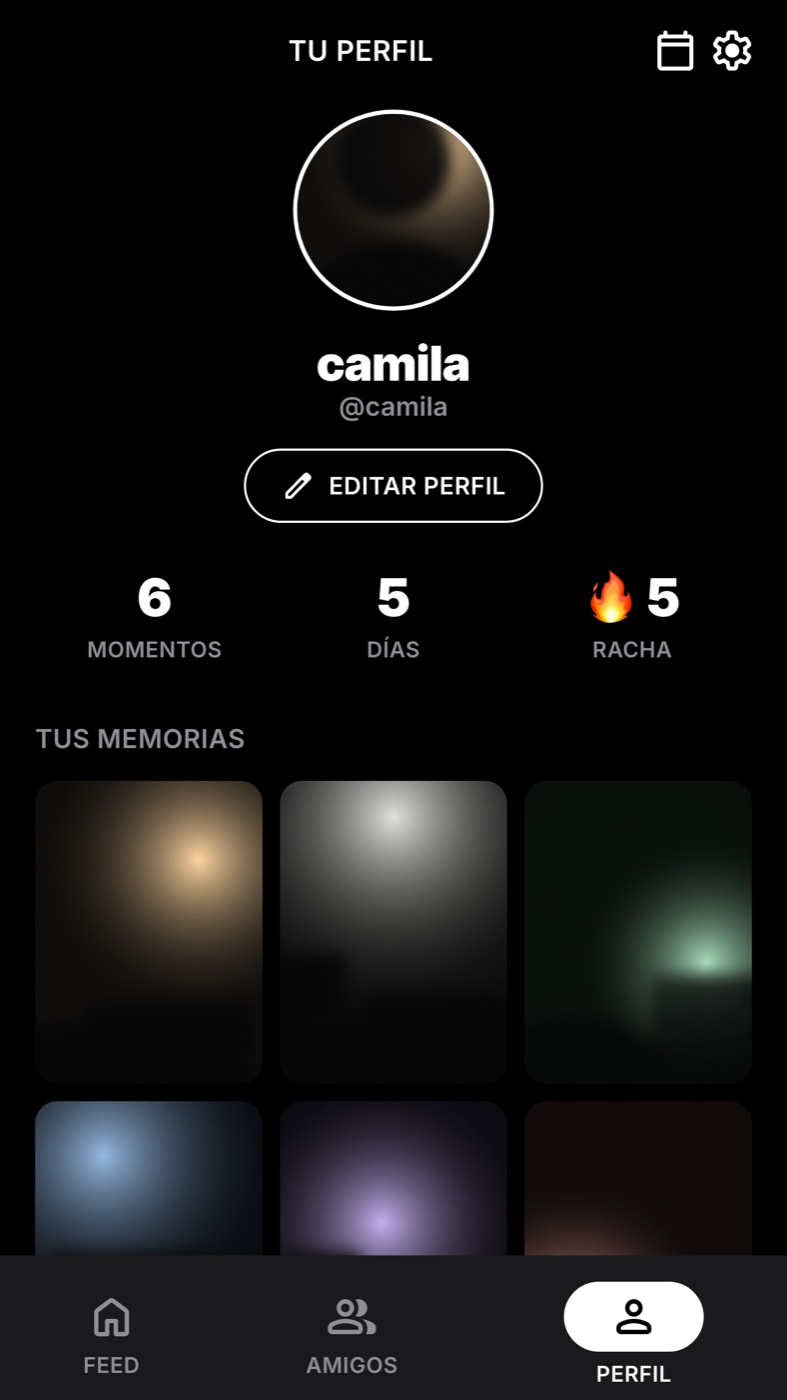 TU PERFIL
camila
@camila
EDITAR PERFIL
6
MOMENTOS
5
DÍAS
🔥 5
RACHA
TUS MEMORIAS
FEED
AMIGOS
PERFIL